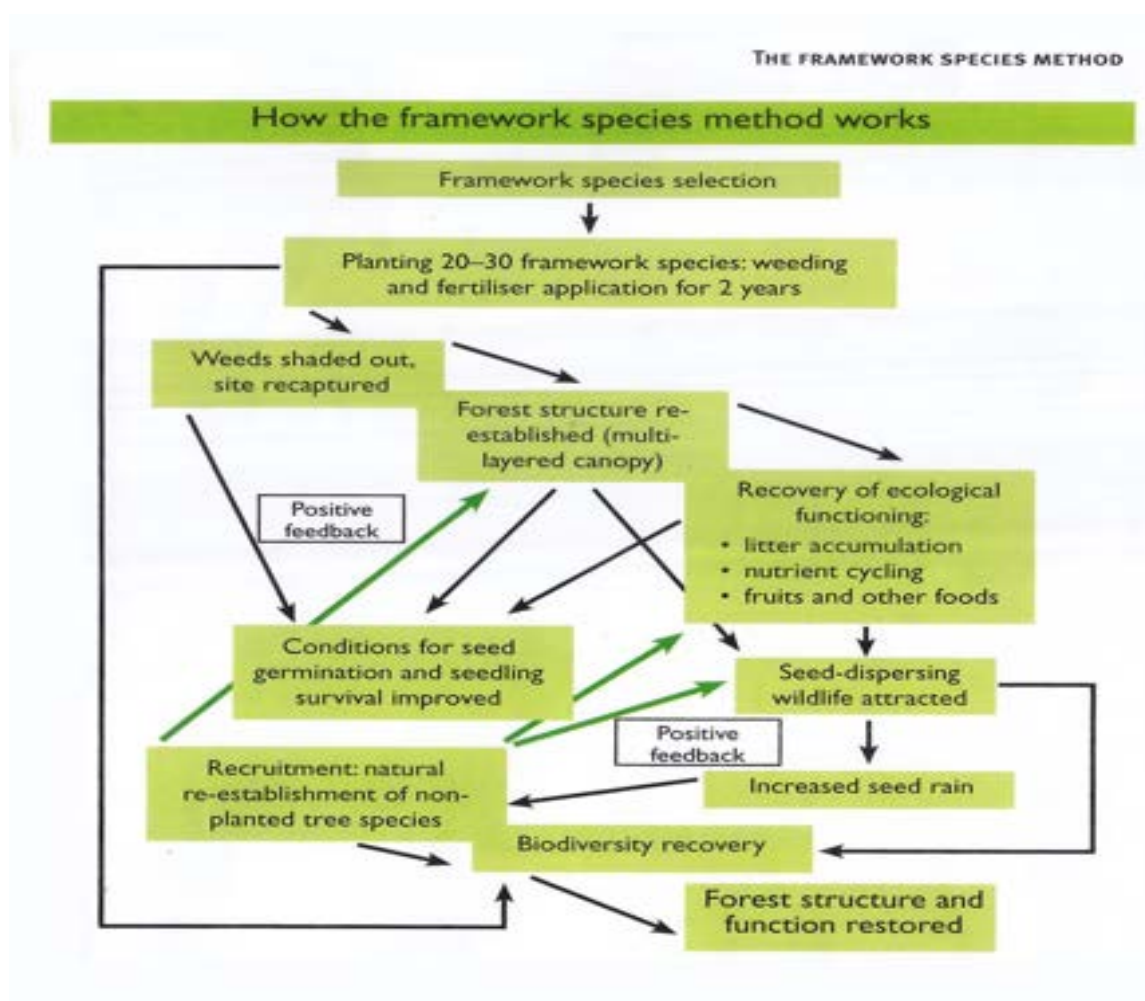 THE FRAMEWORK SPECIES METHOD
How the framework species method works
Framework species selection
Planting 20–30 framework species: weeding
and fertiliser application for 2 years
Weeds shaded out,
site recaptured
Forest structure re-
established (multi-
layered canopy)
Positive
feedback
Recovery of ecological
functioning:
• litter accumulation
• nutrient cycling
• fruits and other foods
Conditions for seed
germination and seedling
survival improved
Seed-dispersing
wildlife attracted
Positive
feedback
Recruitment: natural
re-establishment of non-
planted tree species
Increased seed rain
Biodiversity recovery
Forest structure and
function restored